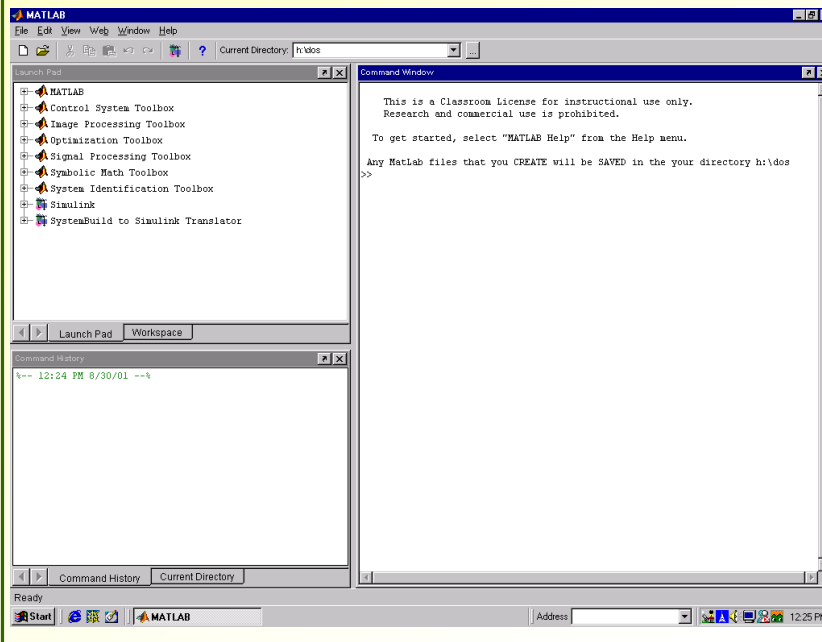 MATLAB
File Edit View Web Window Help
? Current Directory: h:\dos ...
Launch Pad
MATLAB
Control System Toolbox
Image Processing Toolbox
Optimization Toolbox
Signal Processing Toolbox
Symbolic Math Toolbox
System Identification Toolbox
Simulink
SystemBuild to Simulink Translator
Launch Pad Workspace
Command History
%-- 12:24 PM 8/30/01 --%
Command History Current Directory
Command Window
This is a Classroom License for instructional use only.
Research and commercial use is prohibited.
To get started, select "MATLAB Help" from the Help menu.
Any MatLab files that you CREATE will be SAVED in the your directory h:\dos
>>
Ready
Start MATLAB Address 12:25 PM